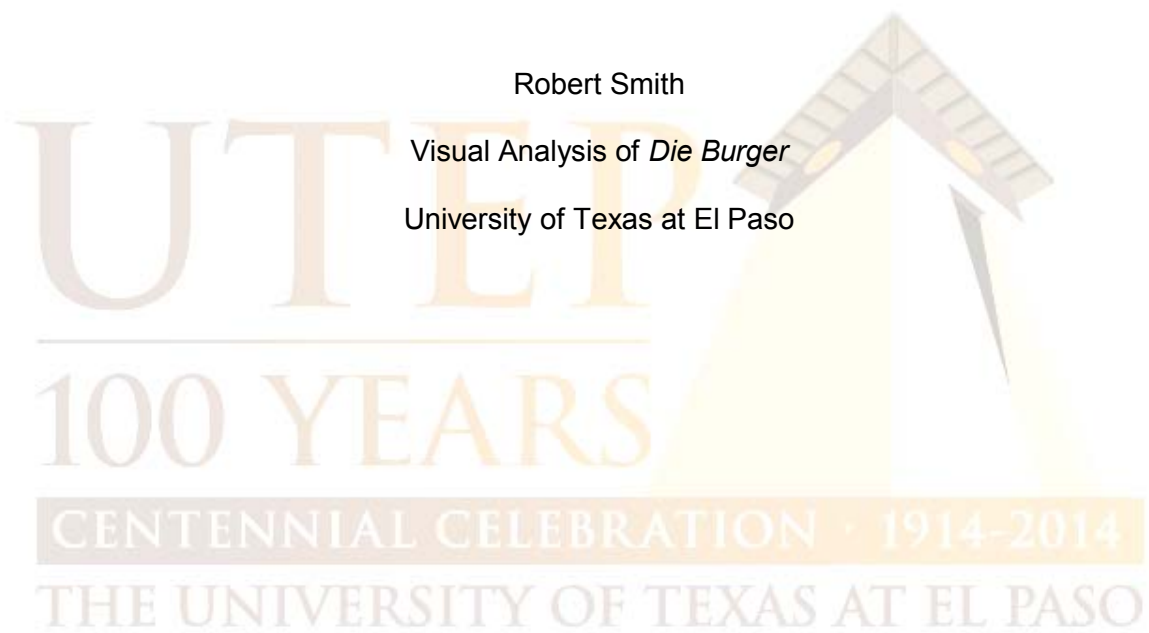 Robert Smith
Visual Analysis of Die Burger
University of Texas at El Paso
UTEP
100 YEARS
CENTENNIAL CELEBRATION · 1914-2014
THE UNIVERSITY OF TEXAS AT EL PASO